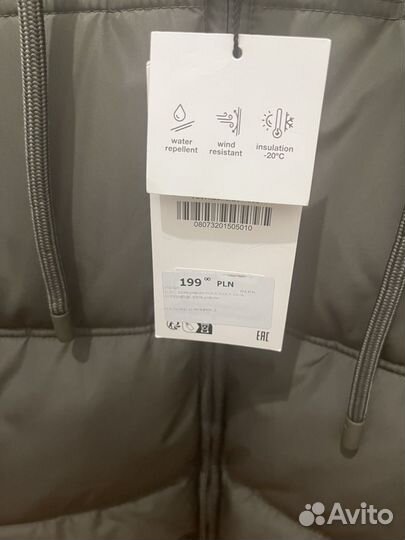 water
repellent
wind
resistant
insulation
-20°C
08073201505010
199 00 PLN
EAC
Avito